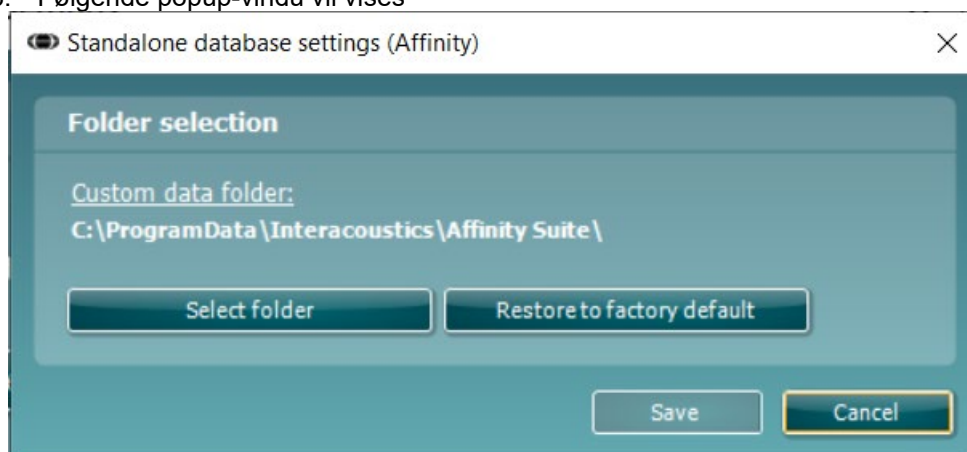 Følgende popup-vindu vil vises
Standalone database settings (Affinity)
Folder selection
Custom data folder:
C:\ProgramData\Interacoustics\Affinity Suite\
Select folder
Restore to factory default
Save
Cancel